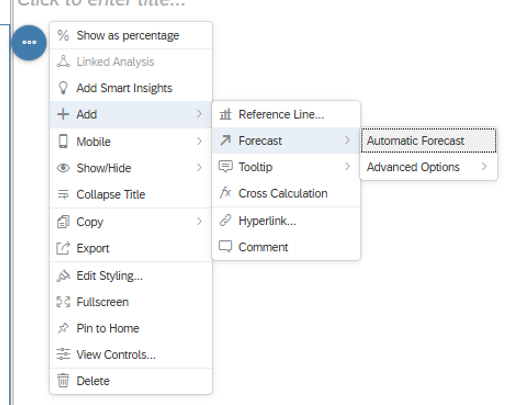 Click to enter title...
Show as percentage
Linked Analysis
Add Smart Insights
Add
Mobile
Show/Hide
Collapse Title
Copy
Export
Edit Styling...
Fullscreen
Pin to Home
View Controls...
Delete
Reference Line...
Forecast
Tooltip
Cross Calculation
Hyperlink...
Comment
Automatic Forecast
Advanced Options